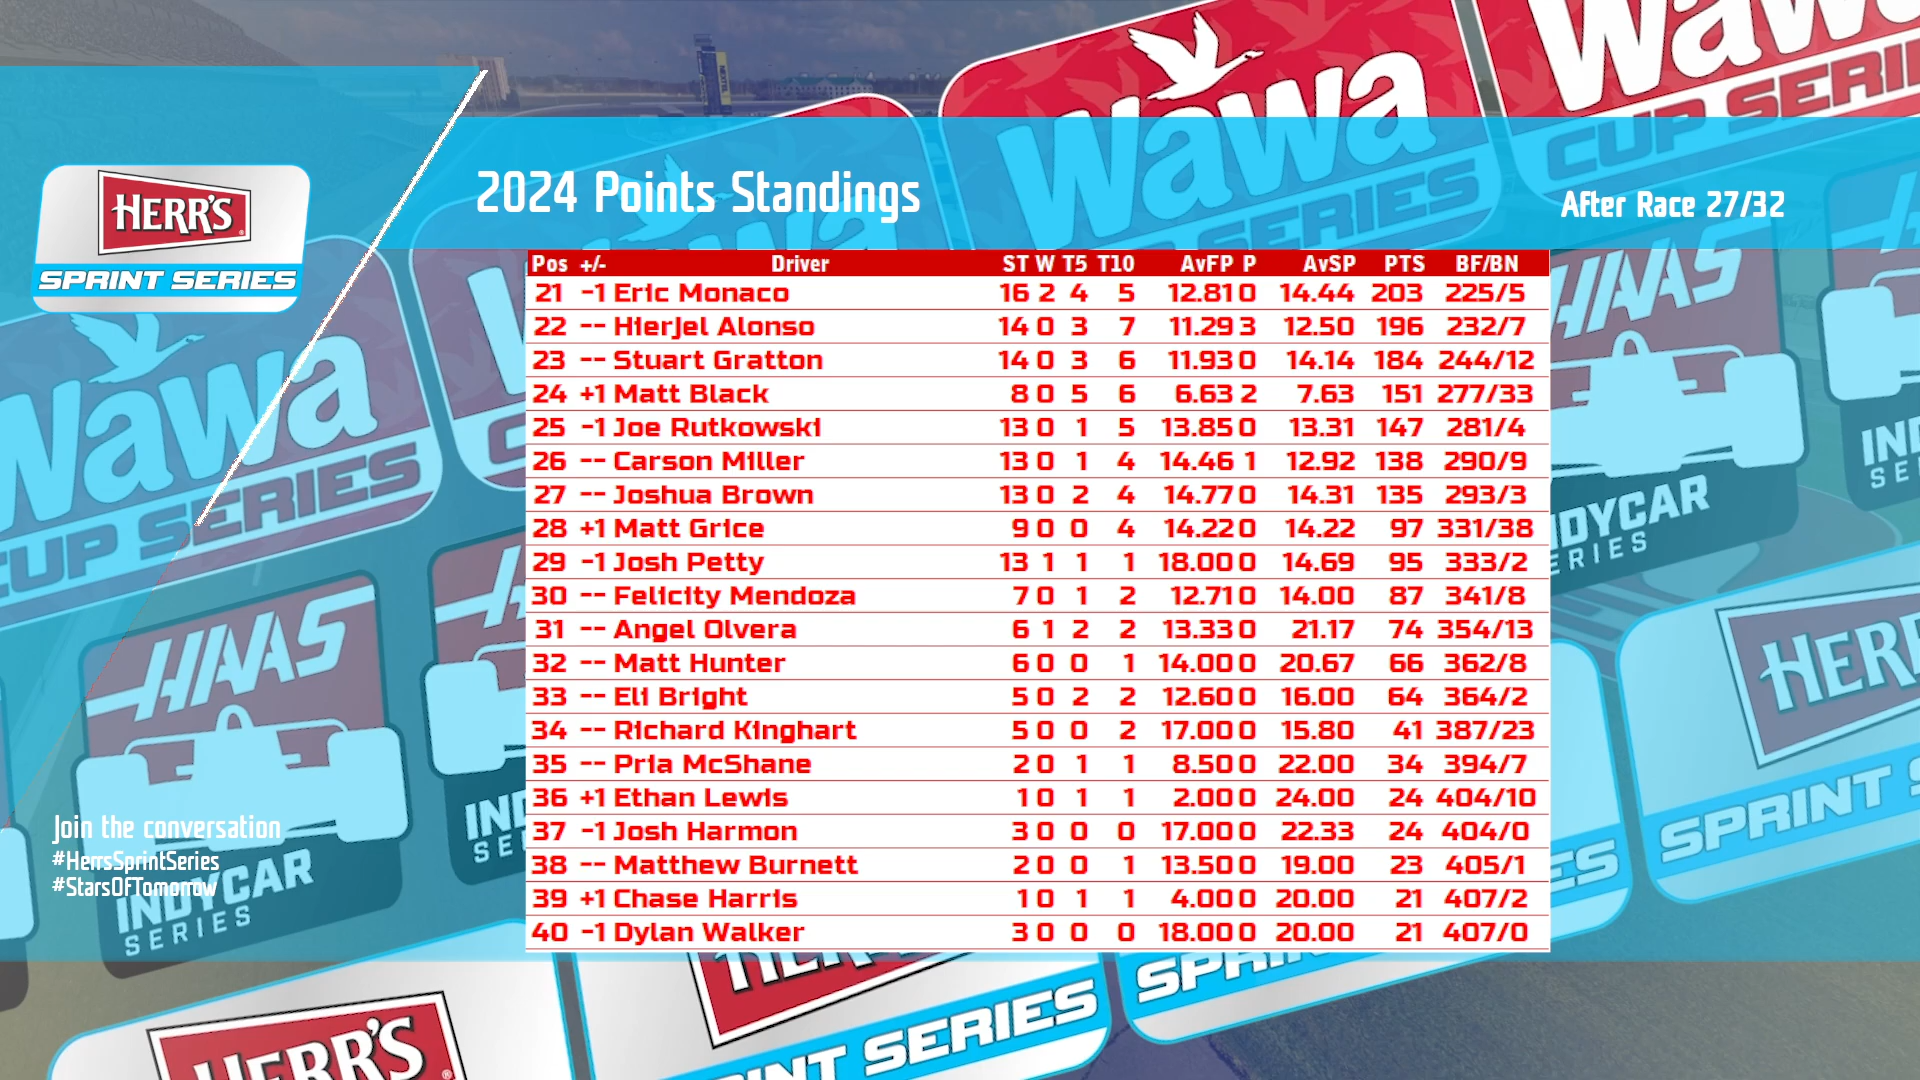 Wawa
CUP SERIES
Wawa
CUP SERI
2024 Points Standings
After Race 27/32
HERR'S
SPRINT SERIES
Pos +/- Driver ST W T5 T10 AvFP P AvSP PTS BF/BN
21 -1 Eric Monaco 16 2 4 5 12.81 0 14.44 203 225/5
22 -- Hierjel Alonso 14 0 3 7 11.29 3 12.50 196 232/7
23 -- Stuart Gratton 14 0 3 6 11.93 0 14.14 184 244/12
24 +1 Matt Black 8 0 5 6 6.63 2 7.63 151 277/33
25 -1 Joe Rutkowski 13 0 1 5 13.85 0 13.31 147 281/4
26 -- Carson Miller 13 0 1 4 14.46 1 12.92 138 290/9
27 -- Joshua Brown 13 0 2 4 14.77 0 14.31 135 293/3
28 +1 Matt Grice 9 0 0 4 14.22 0 14.22 97 331/38
29 -1 Josh Petty 13 1 1 1 18.00 0 14.69 95 333/2
30 -- Felicity Mendoza 7 0 1 2 12.71 0 14.00 87 341/8
31 -- Angel Olvera 6 1 2 2 13.33 0 21.17 74 354/13
32 -- Matt Hunter 6 0 0 1 14.00 0 20.67 66 362/8
33 -- Eli Bright 5 0 2 2 12.60 0 16.00 64 364/2
34 -- Richard Kinghart 5 0 0 2 17.00 0 15.80 41 387/23
35 -- Pria McShane 2 0 1 1 8.50 0 22.00 34 394/7
36 +1 Ethan Lewis 1 0 1 1 2.00 0 24.00 24 404/10
37 -1 Josh Harmon 3 0 0 0 17.00 0 22.33 24 404/0
38 -- Matthew Burnett 2 0 0 1 13.50 0 19.00 23 405/1
39 +1 Chase Harris 1 0 1 1 4.00 0 20.00 21 407/2
40 -1 Dylan Walker 3 0 0 0 18.00 0 20.00 21 407/0
Wawa
CUP SERIES
HAAS
INDYCAR
SERIES
HAAS
HERR'S
SPRINT SERIES
Join the conversation
#HerrsSprintSeries
#StarsOfTomorrow